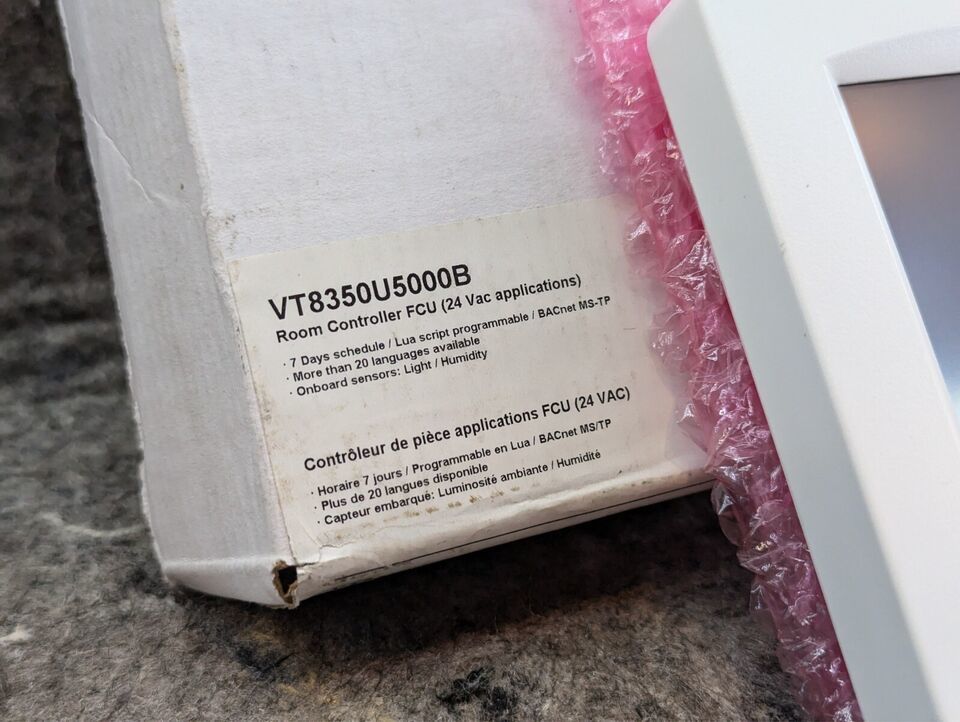 VT8350U5000B
Room Controller FCU (24 Vac applications)
· 7 Days schedule / Lua script programmable / BACnet MS-TP
· More than 20 languages available
· Onboard sensors: Light / Humidity
Contrôleur de pièce applications FCU (24 VAC)
· Horaire 7 jours / Programmable en Lua / BACnet MS/TP
· Plus de 20 langues disponible
· Capteur embarqué: Luminosité ambiante / Humidité